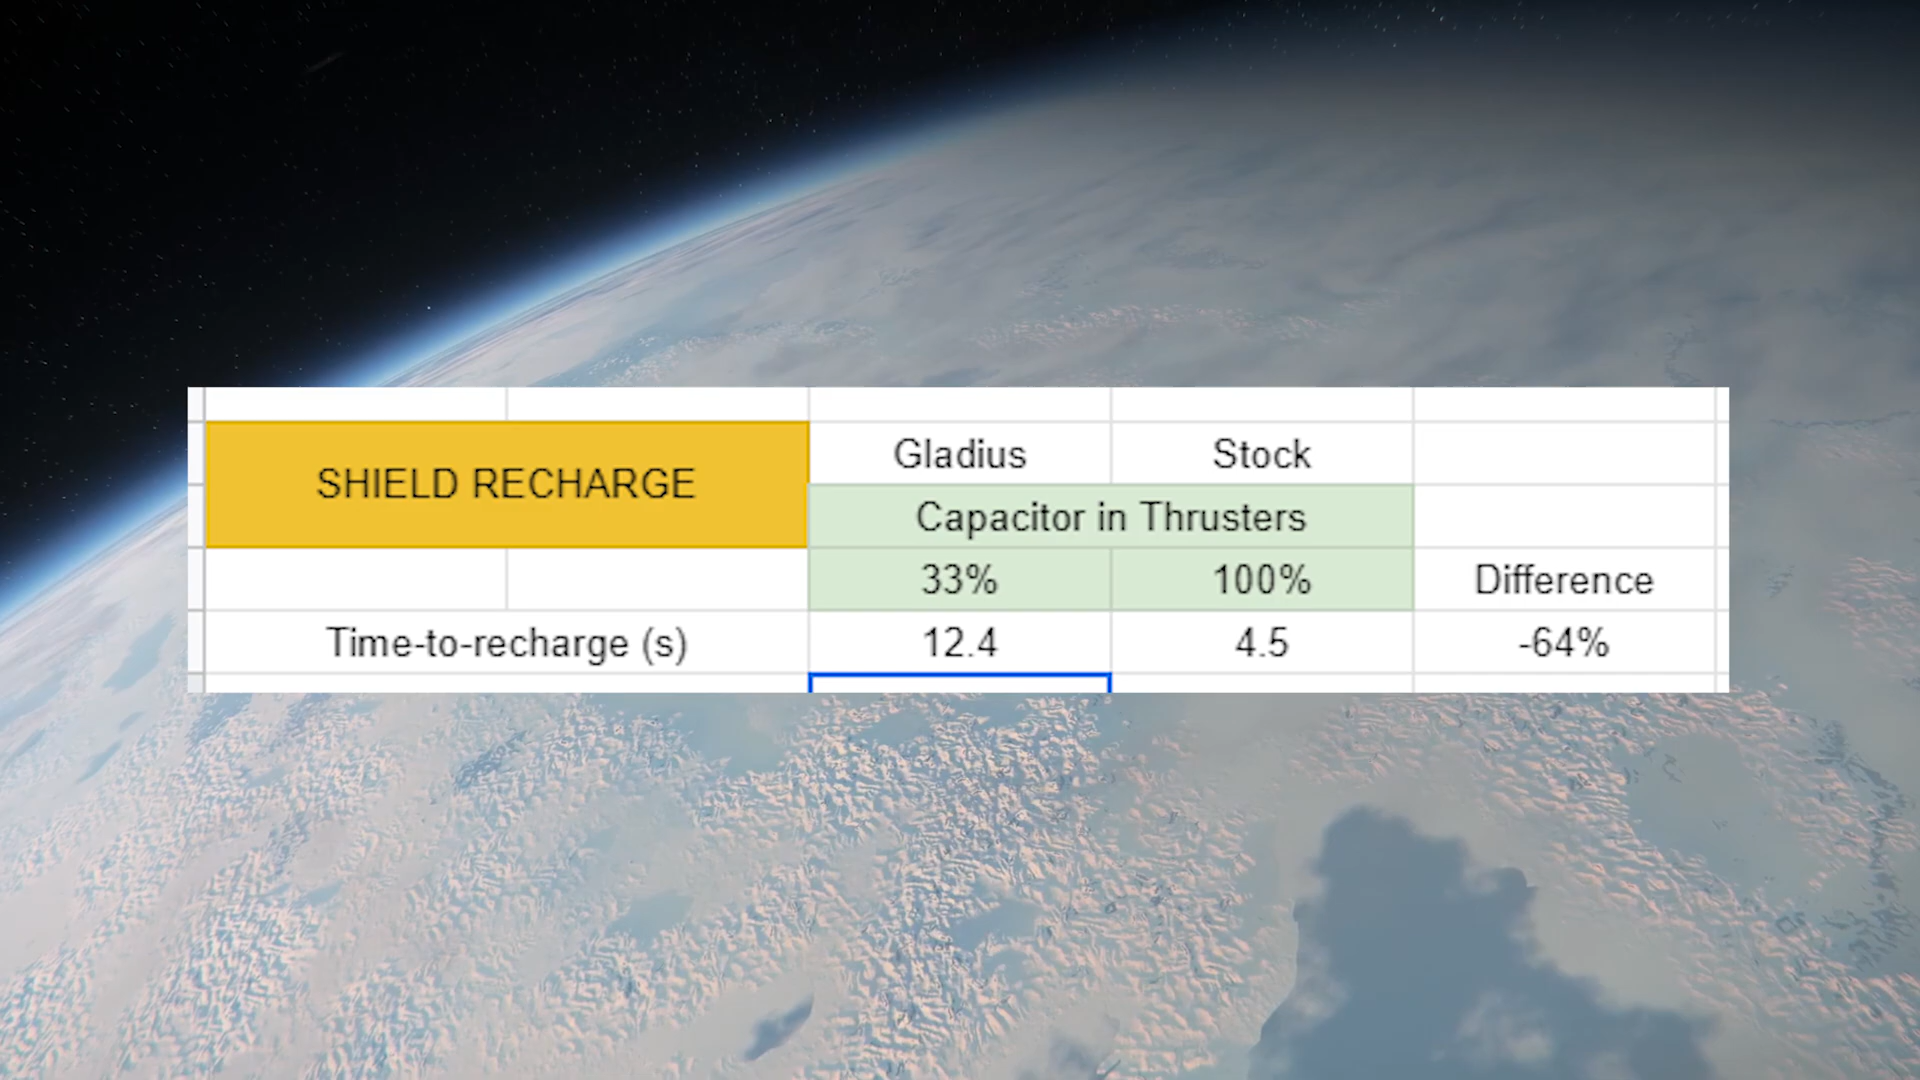 SHIELD RECHARGE
Gladius Stock
Capacitor in Thrusters
33% 100% Difference
Time-to-recharge (s) 12.4 4.5 -64%